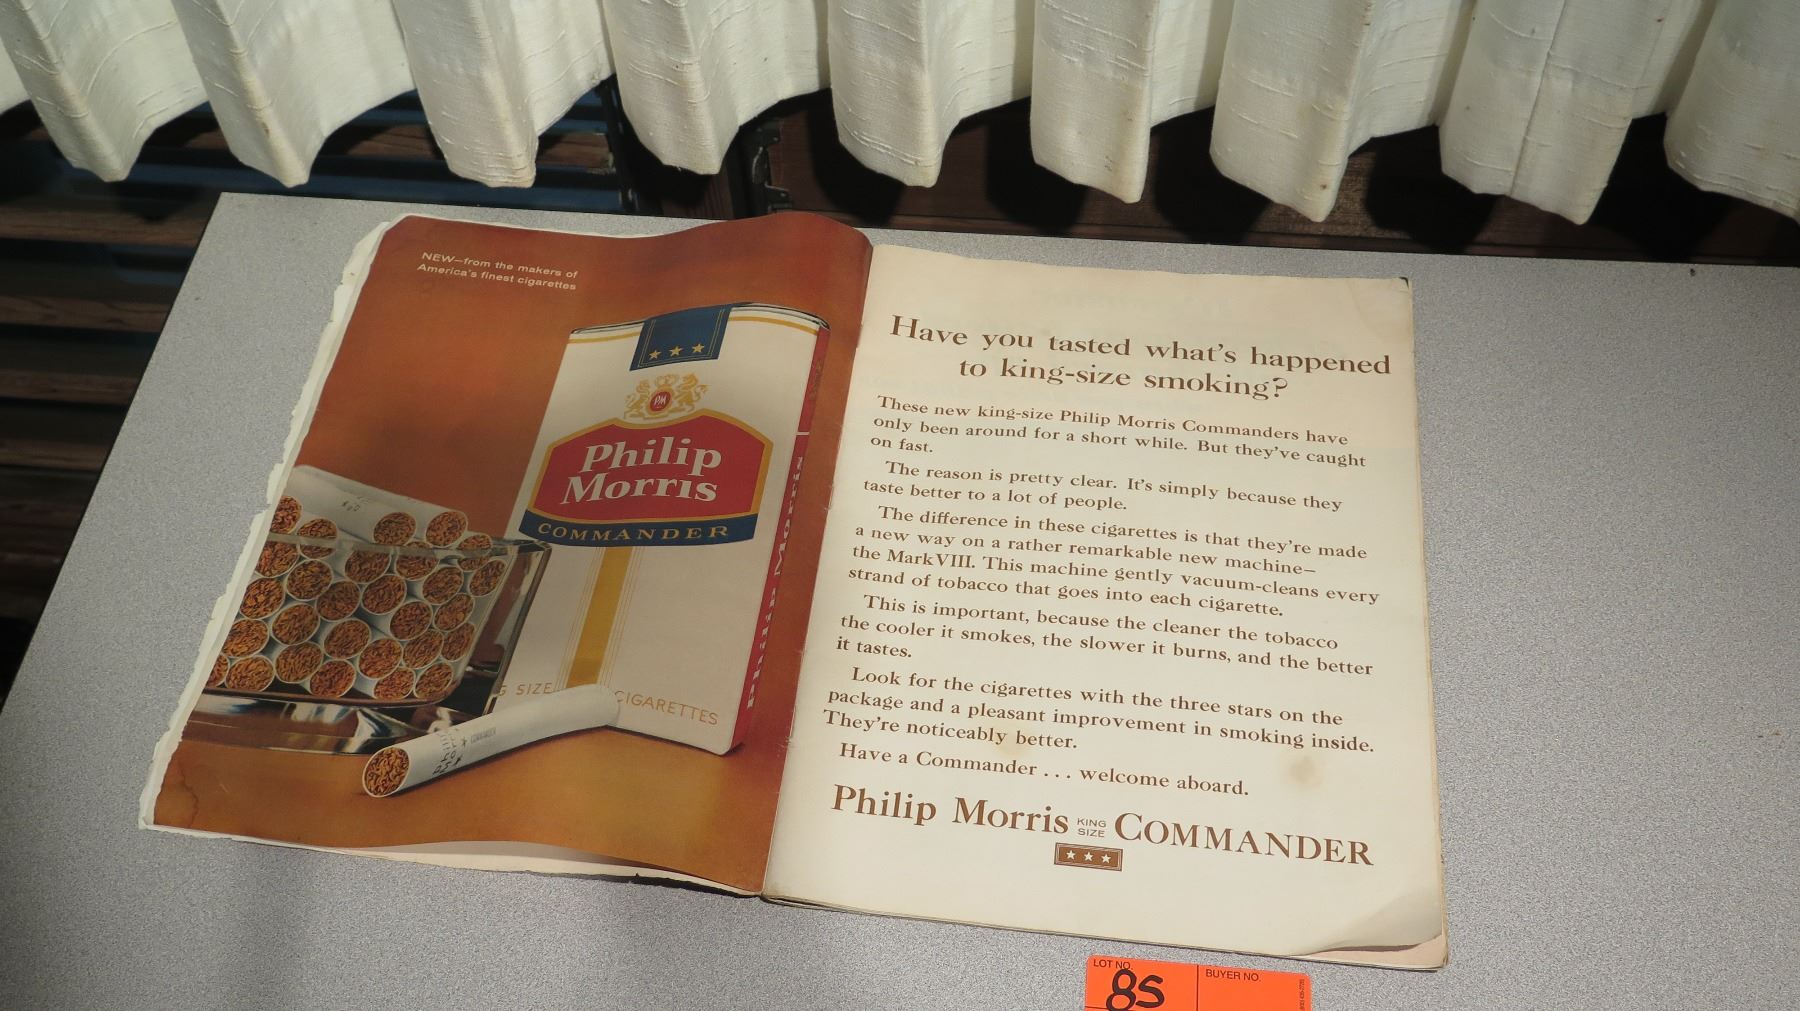 NEW—from the makers of
America's finest cigarettes
PM
Philip
Morris
COMMANDER
SIZE
CIGARETTES
COMMANDER
Have you tasted what's happened
to king-size smoking?
These new king-size Philip Morris Commanders have
only been around for a short while. But they've caught
on fast.
The reason is pretty clear. It's simply because they
taste better to a lot of people.
The difference in these cigarettes is that they're made
a new way on a rather remarkable new machine—
the Mark VIII. This machine gently vacuum-cleans every
strand of tobacco that goes into each cigarette.
This is important, because the cleaner the tobacco
the cooler it smokes, the slower it burns, and the better
it tastes.
Look for the cigarettes with the three stars on the
package and a pleasant improvement in smoking inside.
They're noticeably better.
Have a Commander . . . welcome aboard.
Philip Morris KING SIZE COMMANDER
LOT NO.
BUYER NO.